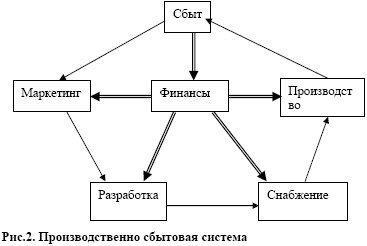 Сбыт
Маркетинг
Финансы
Производст
во
Разработка
Снабжение
Рис.2. Производственно сбытовая система